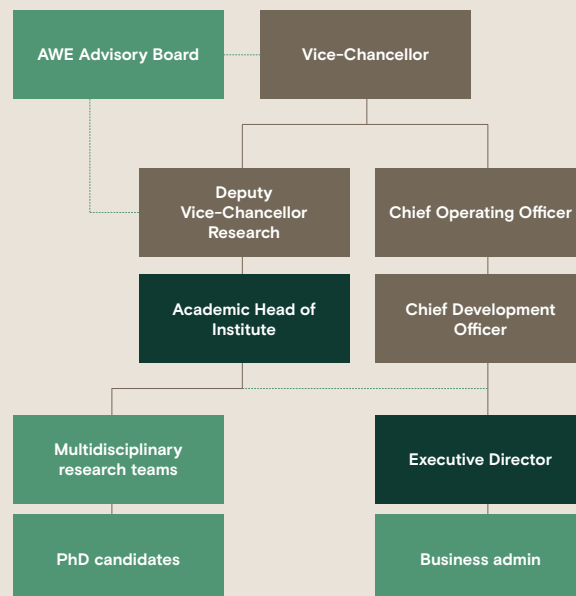 AWE Advisory Board
Vice-Chancellor
Deputy
Vice-Chancellor
Research
Chief Operating Officer
Academic Head of
Institute
Chief Development
Officer
Multidisciplinary
research teams
Executive Director
PhD candidates
Business admin